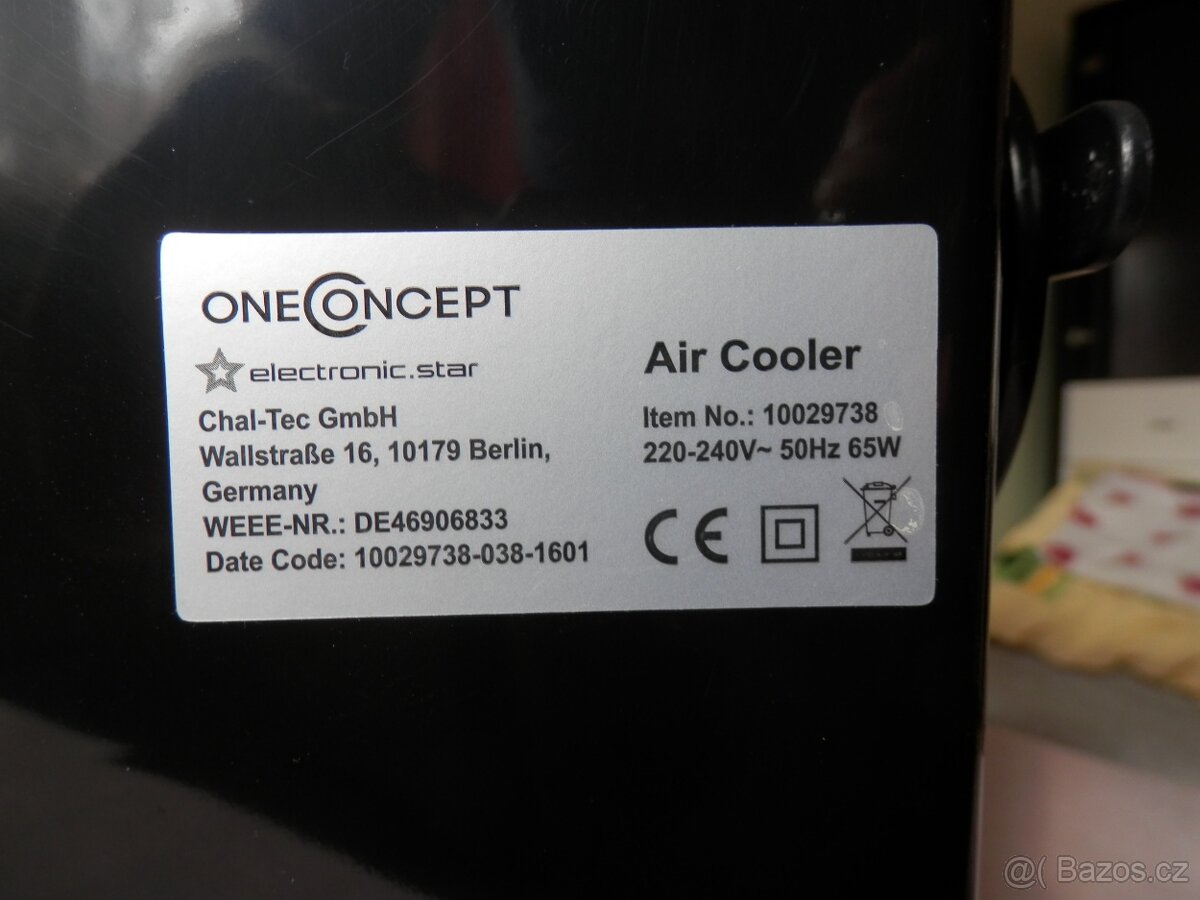 ONECONCEPT
electronic.star
Chal-Tec GmbH
Wallstraße 16, 10179 Berlin,
Germany
WEEE-NR.: DE46906833
Date Code: 10029738-038-1601
Air Cooler
Item No.: 10029738
220-240V~ 50Hz 65W
CE
@( Bazos.cz